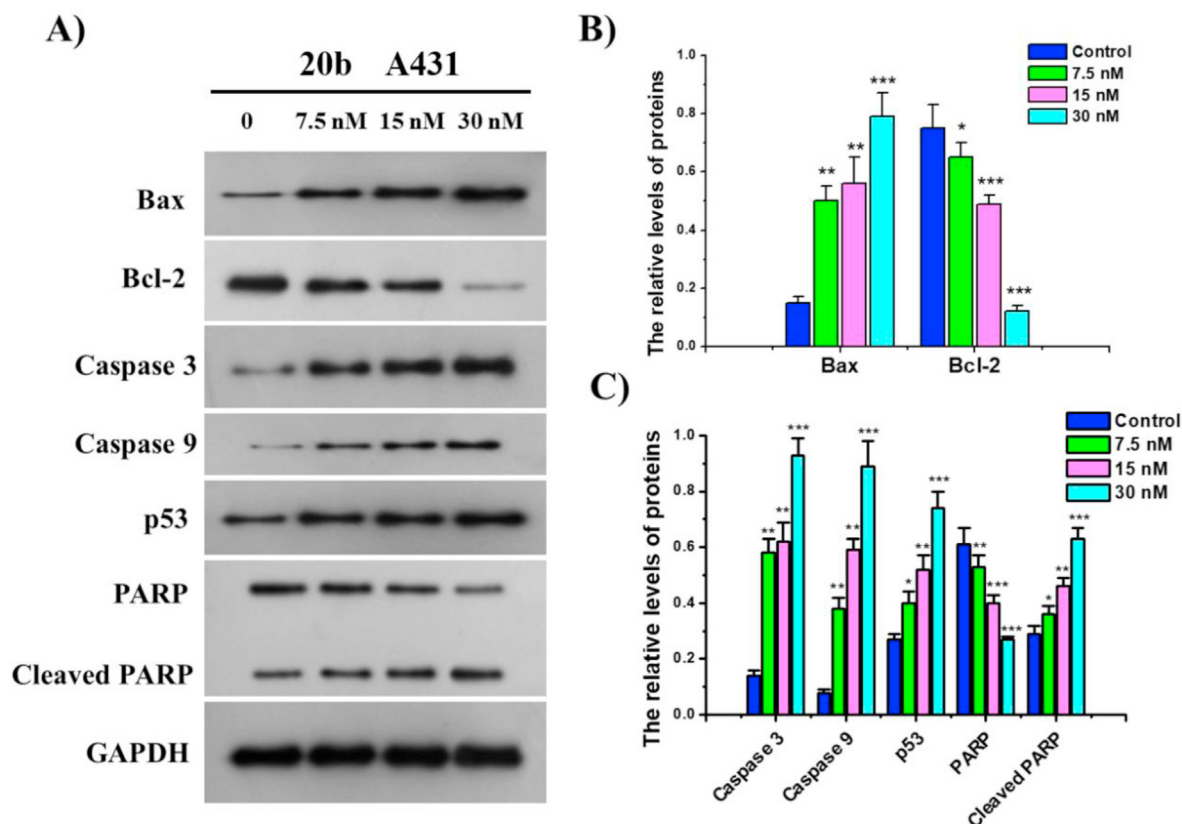 A)
20b A431
0 7.5 nM 15 nM 30 nM
Bax
Bcl-2
Caspase 3
Caspase 9
p53
PARP
Cleaved PARP
GAPDH
B)
The relative levels of proteins
1.0
0.8
0.6
0.4
0.2
0.0
Control
7.5 nM
15 nM
30 nM
** ** ***
* *** ***
Bax Bcl-2
C)
The relative levels of proteins
1.0
0.8
0.6
0.4
0.2
0.0
Control
7.5 nM
15 nM
30 nM
** ** ***
** ** ***
* ** ***
** *** ***
* ** ***
Caspase 3
Caspase 9
p53
PARP
Cleaved PARP